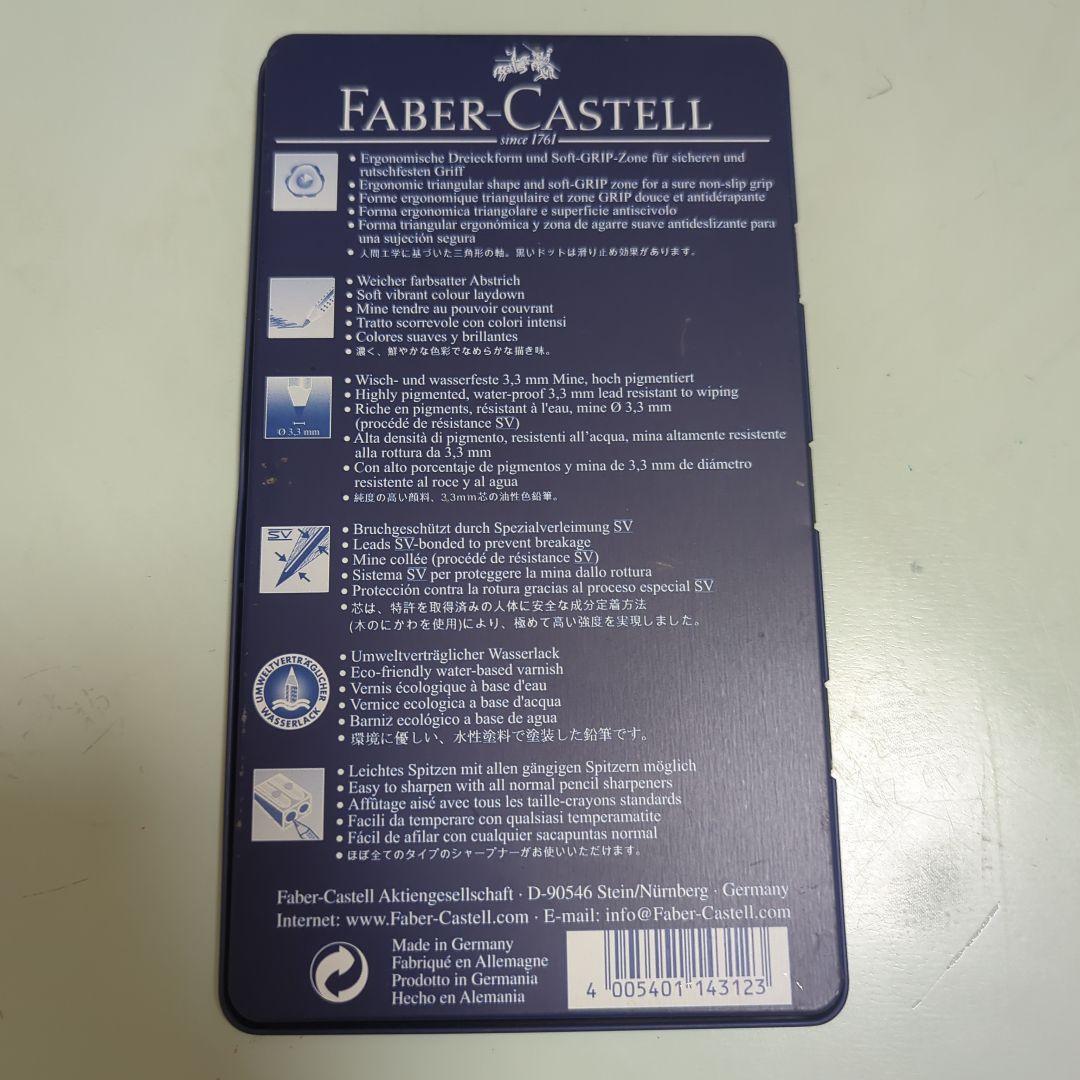 FABER-CASTELL
since 1761
• Ergonomische Dreieckform und Soft-GRIP-Zone für sicheren und
rutschfesten Griff
• Ergonomic triangular shape and soft-GRIP zone for a sure non-slip grip
• Forme ergonomique triangulaire et zone GRIP douce et antidérapante
• Forma ergonomica triangolare e superficie antiscivolo
• Forma triangular ergonómica y zona de agarre suave antideslizante para
una sujeción segura
• 人間工学に基づいた三角形の軸。黒いドットは滑り止め効果があります。
• Weicher farbsatter Abstrich
• Soft vibrant colour laydown
• Mine tendre au pouvoir couvrant
• Tratto scorrevole con colori intensi
• Colores suaves y brillantes
• 濃く、鮮やかな色彩でなめらかな描き味。
Ø 3,3 mm
• Wisch- und wasserfeste 3,3 mm Mine, hoch pigmentiert
• Highly pigmented, water-proof 3,3 mm lead resistant to wiping
• Riche en pigments, résistant à l'eau, mine Ø 3,3 mm
(procédé de résistance SV)
• Alta densità di pigmento, resistenti all'acqua, mina altamente resistente
alla rottura da 3,3 mm
• Con alto porcentaje de pigmentos y mina de 3,3 mm de diámetro
resistente al roce y al agua
• 純度の高い顔料、3,3mm芯の油性色鉛筆。
SV
• Bruchgeschützt durch Spezialverleimung SV
• Leads SV-bonded to prevent breakage
• Mine collée (procédé de résistance SV)
• Sistema SV per proteggere la mina dallo rottura
• Protección contra la rotura gracias al proceso especial SV
• 芯は、特許を取得済みの人体に安全な成分定着方法
(木のにかわを使用)により、極めて高い強度を実現しました。
UMWELTVERTRÄGLICHER WASSERLACK
• Umweltverträglicher Wasserlack
• Eco-friendly water-based varnish
• Vernis écologique à base d'eau
• Vernice ecologica a base d'acqua
• Barniz ecológico a base de agua
• 環境に優しい、水性塗料で塗装した鉛筆です。
• Leichtes Spitzen mit allen gängigen Spitzern möglich
• Easy to sharpen with all normal pencil sharpeners
• Affûtage aisé avec tous les taille-crayons standards
• Facili da temperare con qualsiasi temperamatite
• Fácil de afilar con cualquier sacapuntas normal
• ほぼ全てのタイプのシャープナーがお使いいただけます。
Faber-Castell Aktiengesellschaft · D-90546 Stein/Nürnberg · Germany
Internet: www.Faber-Castell.com · E-mail: info@Faber-Castell.com
Made in Germany
Fabriqué en Allemagne
Prodotto in Germania
Hecho en Alemania
4 005401 143123